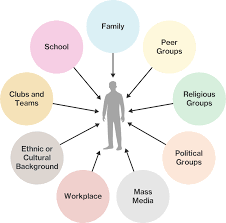 Family
Peer
Groups
Religious
Groups
Political
Groups
Mass
Media
Workplace
Ethnic or
Cultural
Background
Clubs and
Teams
School